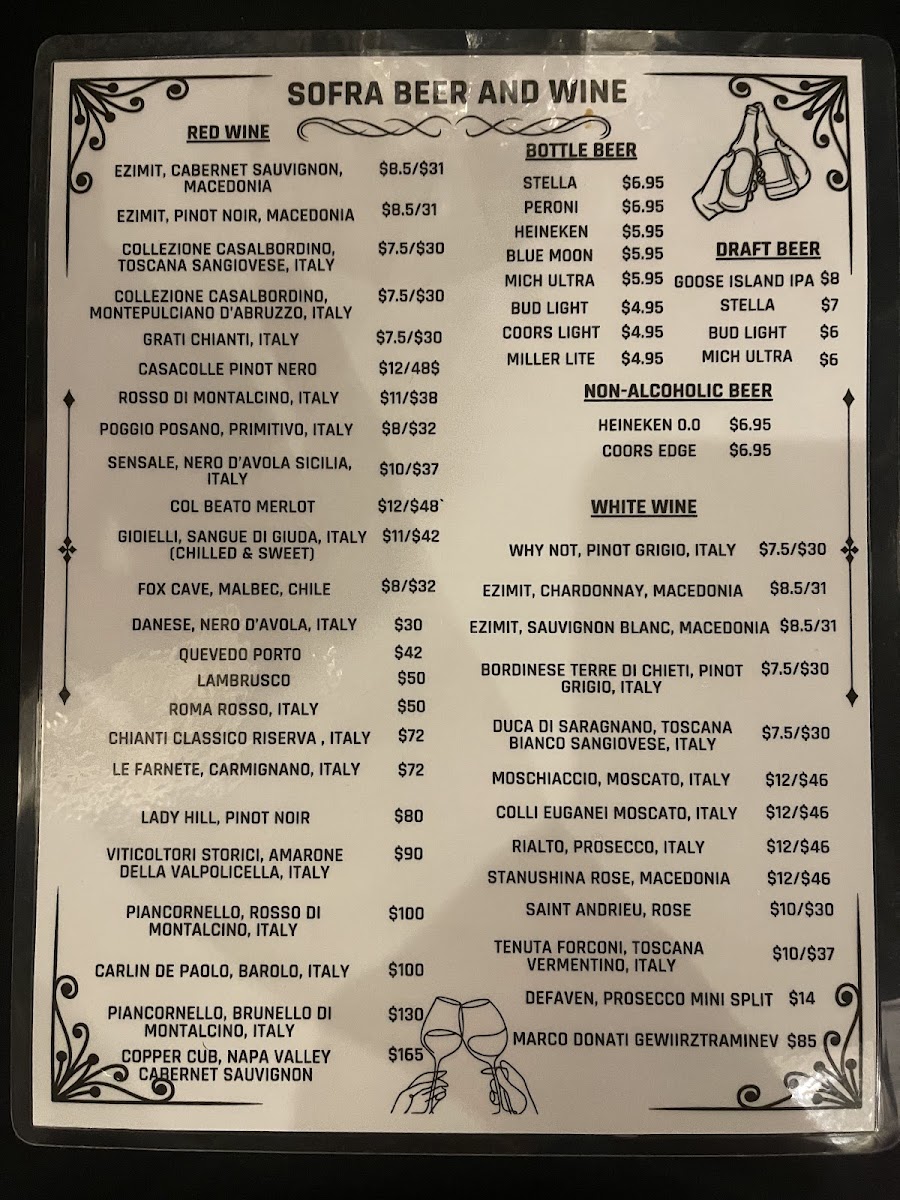 SOFRA BEER AND WINE
RED WINE
EZIMIT, CABERNET SAUVIGNON, $8.5/$31
MACEDONIA
EZIMIT, PINOT NOIR, MACEDONIA $8.5/31
COLLEZIONE CASALBORDINO, $7.5/$30
TOSCANA SANGIOVESE, ITALY
COLLEZIONE CASALBORDINO, $7.5/$30
MONTEPULCIANO D'ABRUZZO, ITALY
GRATI CHIANTI, ITALY $7.5/$30
CASACOLLE PINOT NERO $12/48$
ROSSO DI MONTALCINO, ITALY $11/$38
POGGIO POSANO, PRIMITIVO, ITALY $8/$32
SENSALE, NERO D'AVOLA SICILIA, $10/$37
ITALY
COL BEATO MERLOT $12/$48`
GIOIELLI, SANGUE DI GIUDA, ITALY $11/$42
(CHILLED & SWEET)
FOX CAVE, MALBEC, CHILE $8/$32
DANESE, NERO D'AVOLA, ITALY $30
QUEVEDO PORTO $42
LAMBRUSCO $50
ROMA ROSSO, ITALY $50
CHIANTI CLASSICO RISERVA , ITALY $72
LE FARNETE, CARMIGNANO, ITALY $72
LADY HILL, PINOT NOIR $80
VITICOLTORI STORICI, AMARONE $90
DELLA VALPOLICELLA, ITALY
PIANCORNELLO, ROSSO DI $100
MONTALCINO, ITALY
CARLIN DE PAOLO, BAROLO, ITALY $100
PIANCORNELLO, BRUNELLO DI $130
MONTALCINO, ITALY
COPPER CUB, NAPA VALLEY $165
CABERNET SAUVIGNON
BOTTLE BEER
STELLA $6.95
PERONI $6.95
HEINEKEN $5.95
BLUE MOON $5.95
MICH ULTRA $5.95
BUD LIGHT $4.95
COORS LIGHT $4.95
MILLER LITE $4.95
DRAFT BEER
GOOSE ISLAND IPA $8
STELLA $7
BUD LIGHT $6
MICH ULTRA $6
NON-ALCOHOLIC BEER
HEINEKEN 0.0 $6.95
COORS EDGE $6.95
WHITE WINE
WHY NOT, PINOT GRIGIO, ITALY $7.5/$30
EZIMIT, CHARDONNAY, MACEDONIA $8.5/31
EZIMIT, SAUVIGNON BLANC, MACEDONIA $8.5/31
BORDINESE TERRE DI CHIETI, PINOT $7.5/$30
GRIGIO, ITALY
DUCA DI SARAGNANO, TOSCANA $7.5/$30
BIANCO SANGIOVESE, ITALY
MOSCHIACCIO, MOSCATO, ITALY $12/$46
COLLI EUGANEI MOSCATO, ITALY $12/$46
RIALTO, PROSECCO, ITALY $12/$46
STANUSHINA ROSE, MACEDONIA $12/$46
SAINT ANDRIEU, ROSE $10/$30
TENUTA FORCONI, TOSCANA $10/$37
VERMENTINO, ITALY
DEFAVEN, PROSECCO MINI SPLIT $14
MARCO DONATI GEWIIRZTRAMINEV $85